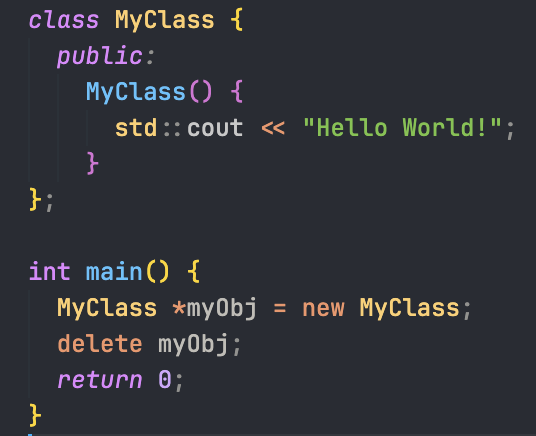 class MyClass {
  public:
    MyClass() {
      std::cout << "Hello World!";
    }
};

int main() {
  MyClass *myObj = new MyClass;
  delete myObj;
  return 0;
}